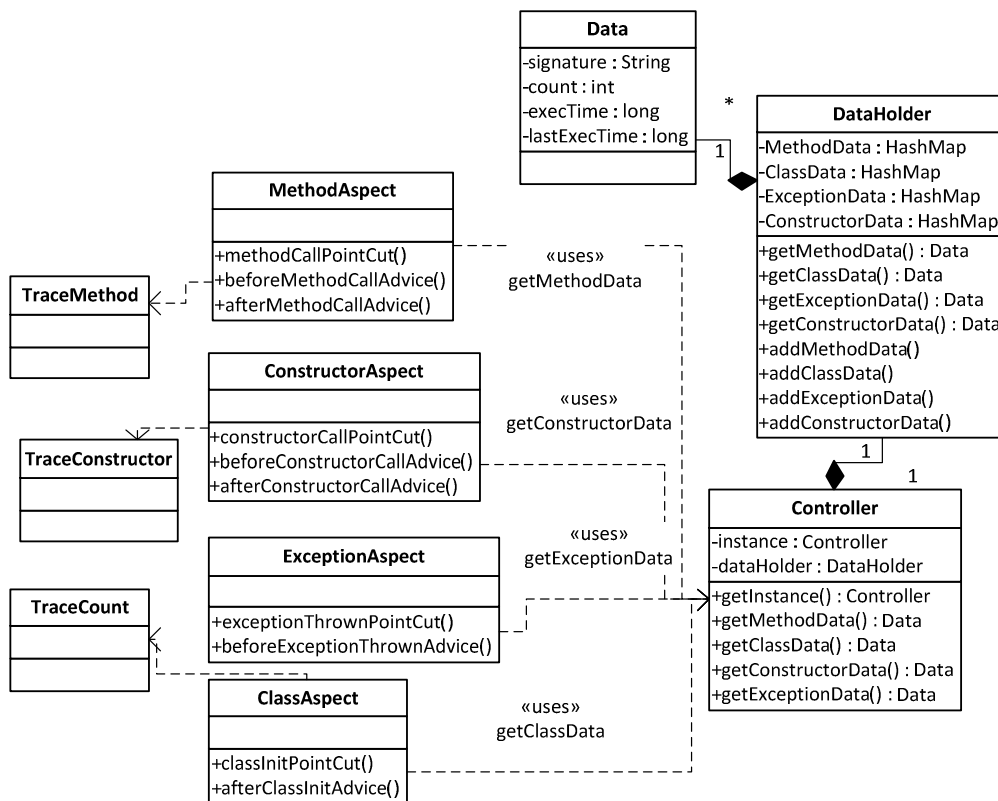 Data
-signature : String
-count : int
-execTime : long
-lastExecTime : long
*
1
DataHolder
-MethodData : HashMap
-ClassData : HashMap
-ExceptionData : HashMap
-ConstructorData : HashMap
+getMethodData() : Data
+getClassData() : Data
+getExceptionData() : Data
+getConstructorData() : Data
+addMethodData()
+addClassData()
+addExceptionData()
+addConstructorData()
MethodAspect
+methodCallPointCut()
+beforeMethodCallAdvice()
+afterMethodCallAdvice()
«uses»
getMethodData
TraceMethod
ConstructorAspect
+constructorCallPointCut()
+beforeConstructorCallAdvice()
+afterConstructorCallAdvice()
«uses»
getConstructorData
TraceConstructor
1
1
Controller
-instance : Controller
-dataHolder : DataHolder
+getInstance() : Controller
+getMethodData() : Data
+getClassData() : Data
+getConstructorData() : Data
+getExceptionData() : Data
ExceptionAspect
+exceptionThrownPointCut()
+beforeExceptionThrownAdvice()
«uses»
getExceptionData
TraceCount
ClassAspect
+classInitPointCut()
+afterClassInitAdvice()
«uses»
getClassData